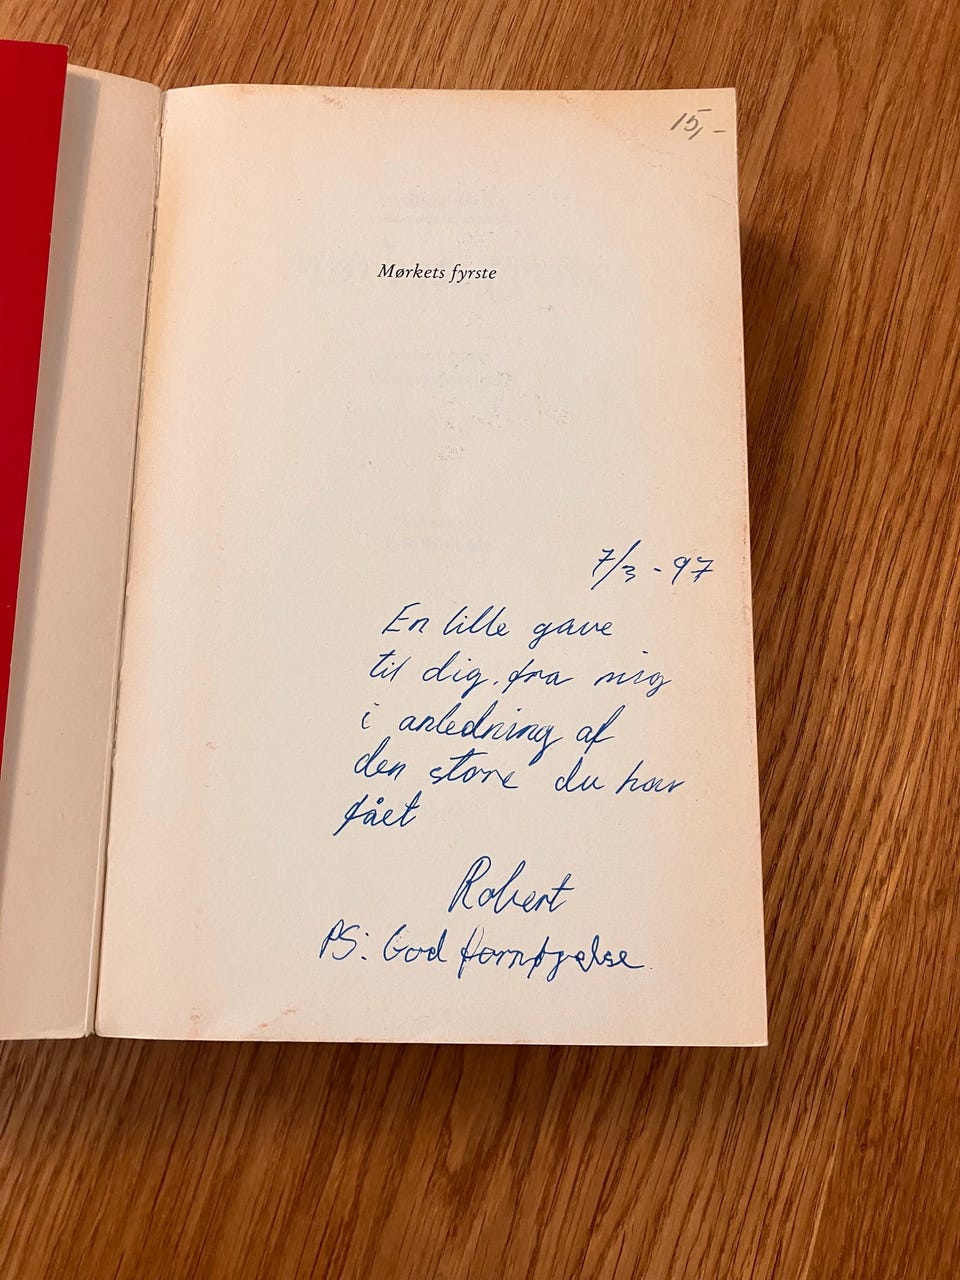 15,-
Mørkets fyrste
7/3 - 97
En lille gave
til dig, fra mig
i anledning af
den store du har
fået
Robert
PS: God fornøjelse.